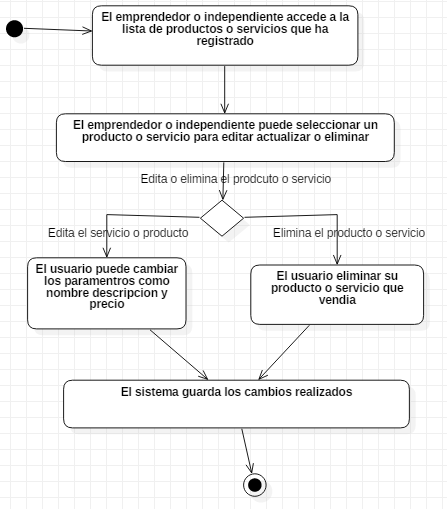 El emprendedor o independiente accede a la
lista de productos o servicios que ha
registrado
El emprendedor o independiente puede seleccionar un
producto o servicio para editar actualizar o eliminar
Edita o elimina el prodcuto o servicio
Edita el servicio o producto
Elimina el producto o servicio
El usuario puede cambiar
los paramentros como
nombre descripcion y
precio
El usuario eliminar su
producto o servicio que
vendia
El sistema guarda los cambios realizados